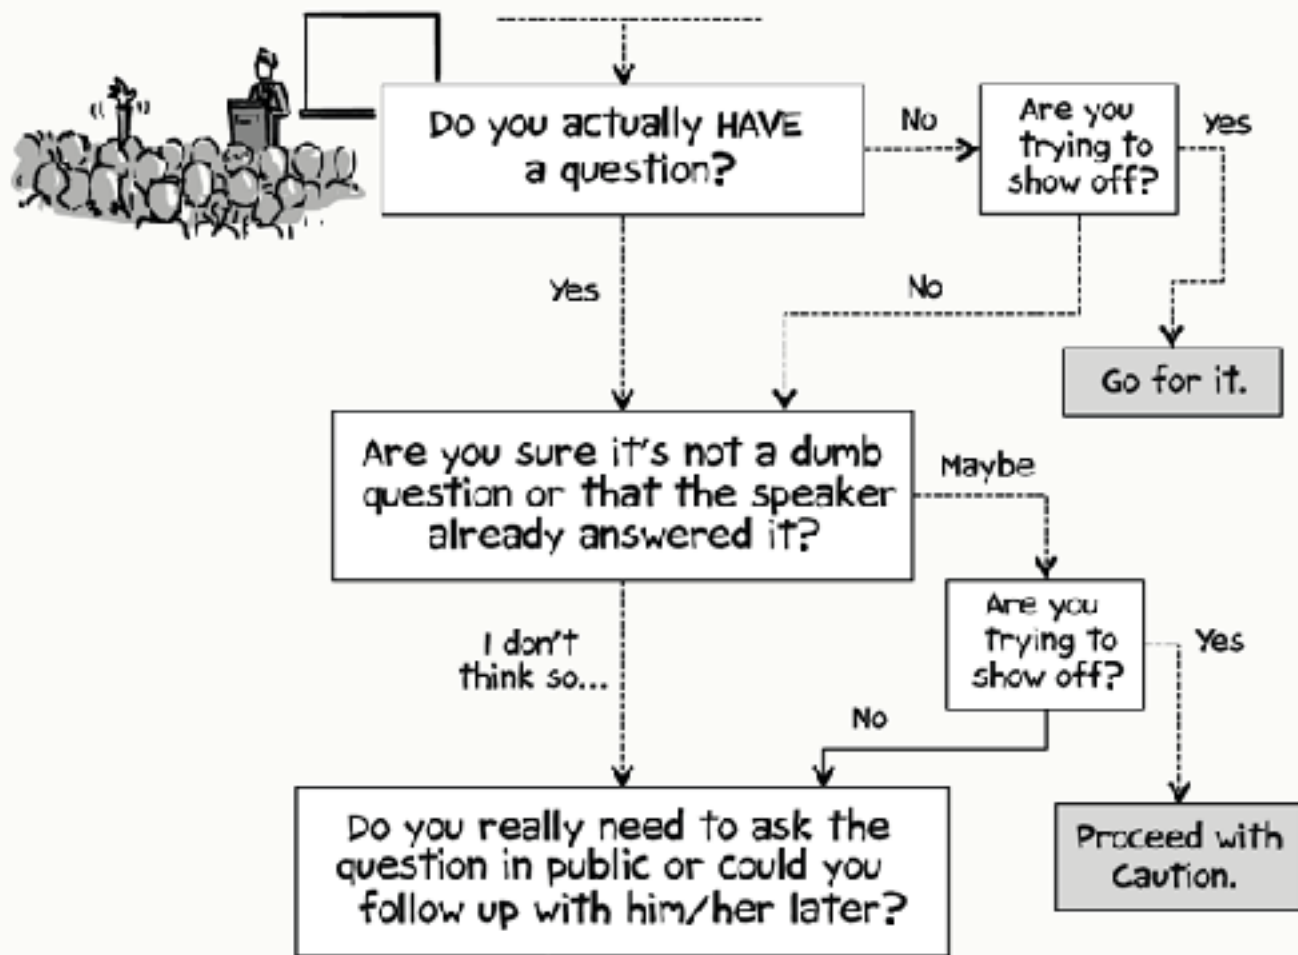 Do you actually HAVE
a question?
No
Are you
trying to
show off?
yes
Yes
No
Go for it.
Are you sure it's not a dumb
question or that the speaker
already answered it?
Maybe
I don't
think so...
Are you
trying to
show off?
Yes
No
Do you really need to ask the
question in public or could you
follow up with him/her later?
Proceed with
Caution.